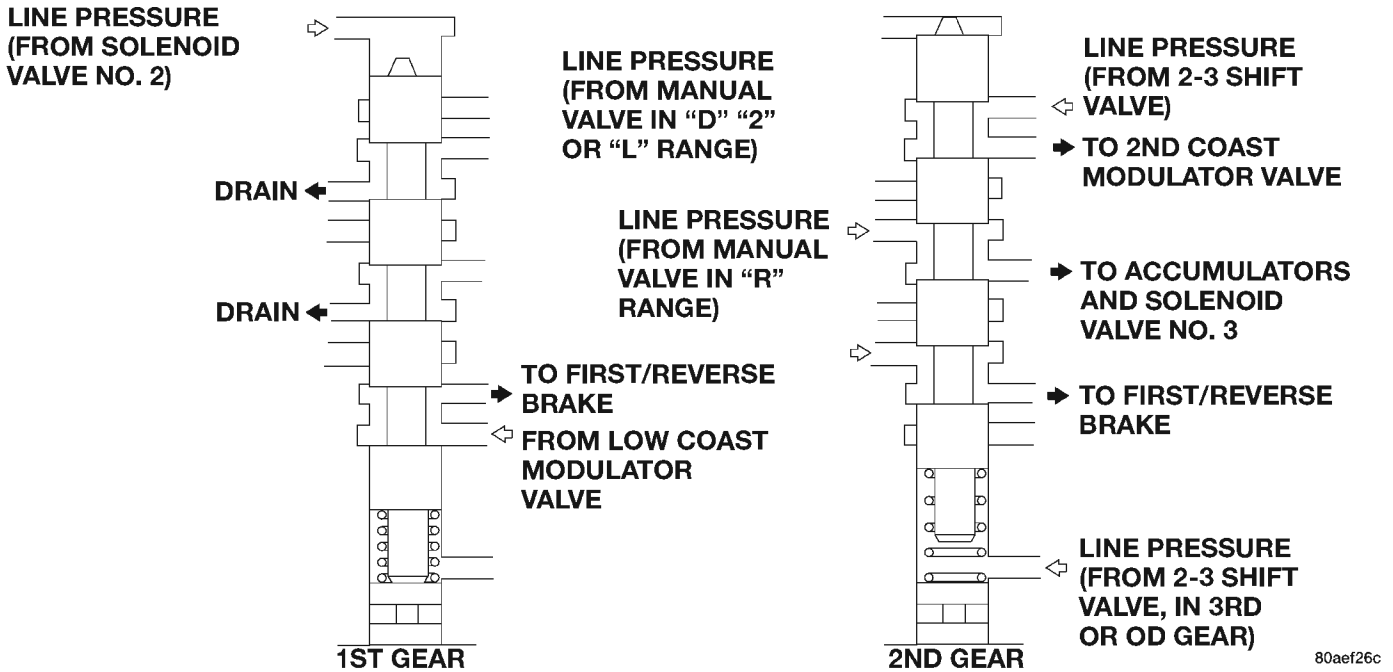 LINE PRESSURE
(FROM SOLENOID
VALVE NO. 2)
DRAIN
DRAIN
TO FIRST/REVERSE
BRAKE
FROM LOW COAST
MODULATOR
VALVE
1ST GEAR
LINE PRESSURE
(FROM MANUAL
VALVE IN “D” “2”
OR “L” RANGE)
LINE PRESSURE
(FROM MANUAL
VALVE IN “R”
RANGE)
LINE PRESSURE
(FROM 2-3 SHIFT
VALVE)
TO 2ND COAST
MODULATOR VALVE
TO ACCUMULATORS
AND SOLENOID
VALVE NO. 3
TO FIRST/REVERSE
BRAKE
LINE PRESSURE
(FROM 2-3 SHIFT
VALVE, IN 3RD
OR OD GEAR)
2ND GEAR
80aef26c